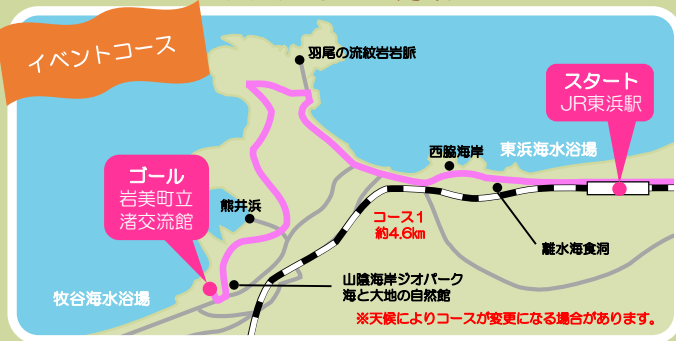 イベントコース
羽尾の流紋岩岩脈
スタート
JR東浜駅
西脇海岸
東浜海水浴場
ゴール
岩美町立
渚交流館
熊井浜
コース1
約4.6km
離水海食洞
山陰海岸ジオパーク
海と大地の自然館
牧谷海水浴場
※天候によりコースが変更になる場合があります。